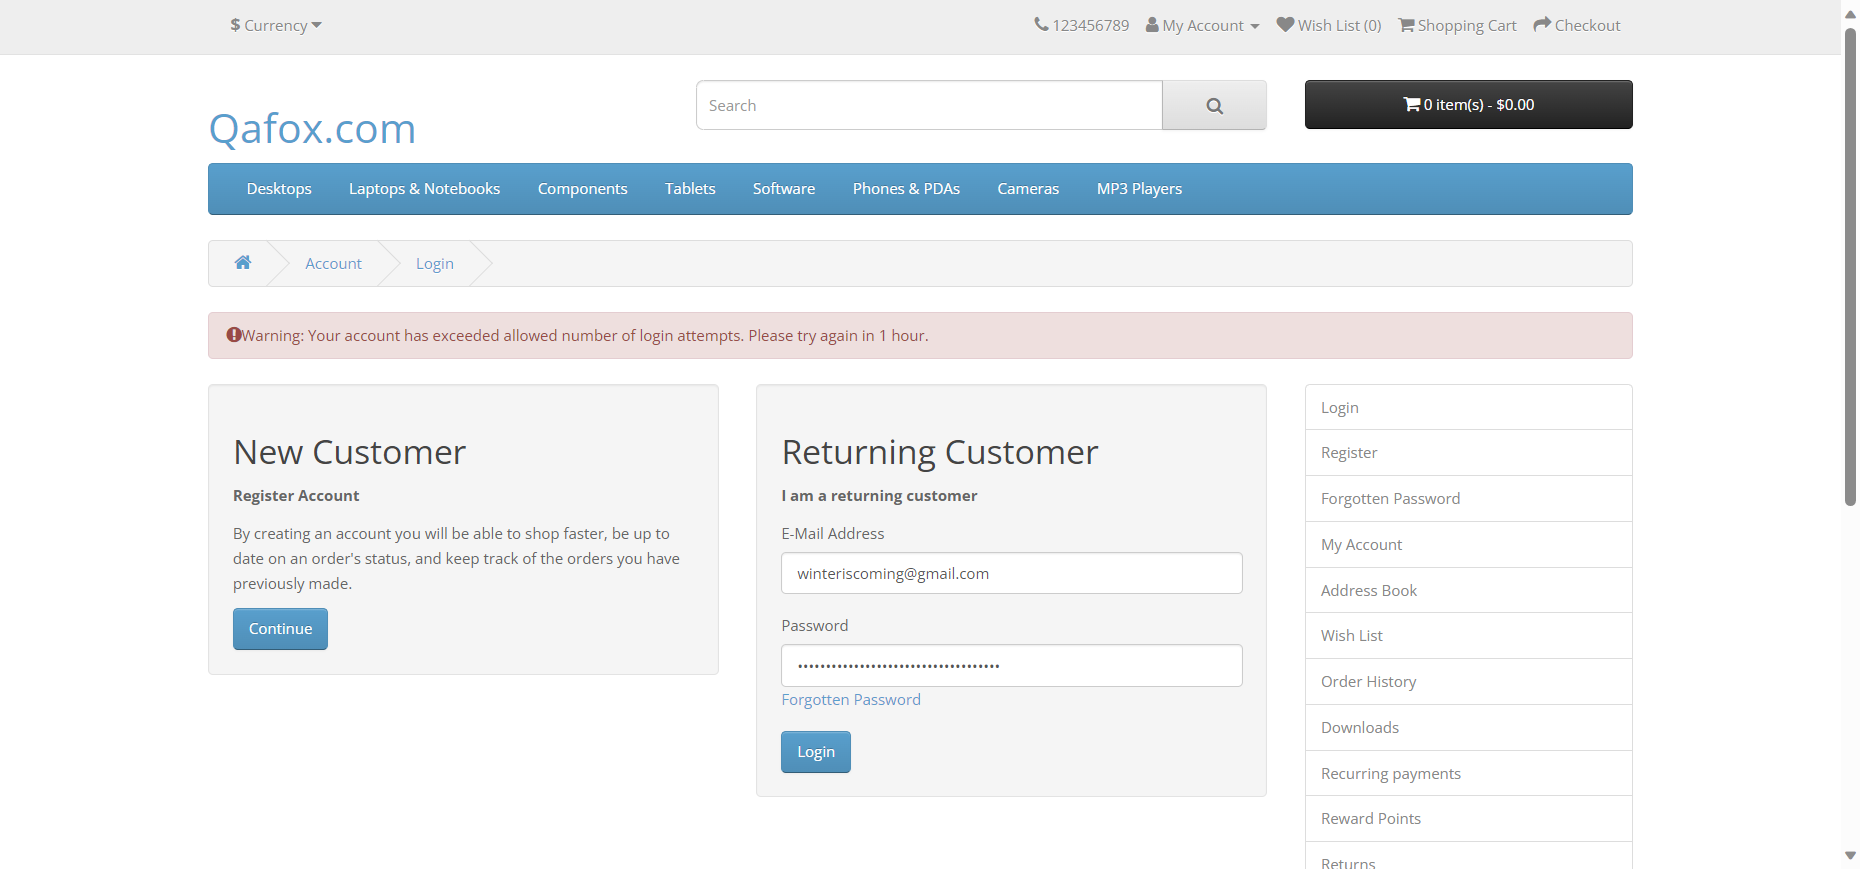 $ Currency
123456789 My Account Wish List (0) Shopping Cart Checkout
Qafox.com
Search
0 item(s) - $0.00
Desktops Laptops & Notebooks Components Tablets Software Phones & PDAs Cameras MP3 Players
Account Login
Warning: Your account has exceeded allowed number of login attempts. Please try again in 1 hour.
New Customer
Register Account
By creating an account you will be able to shop faster, be up to
date on an order's status, and keep track of the orders you have
previously made.
Continue
Returning Customer
I am a returning customer
E-Mail Address
winteriscoming@gmail.com
Password
••••••••••••••••••••••••••••••••••••
Forgotten Password
Login
Login
Register
Forgotten Password
My Account
Address Book
Wish List
Order History
Downloads
Recurring payments
Reward Points
Returns